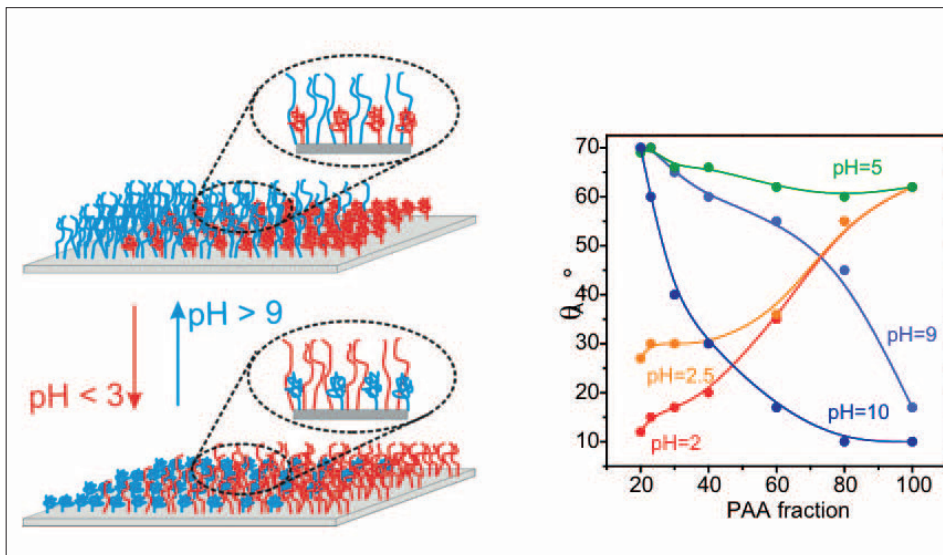 pH > 9
pH < 3
70
60
50
40
30
20
10
θA, °
20
40
60
80
100
PAA fraction
pH=5
pH=9
pH=2.5
pH=10
pH=2